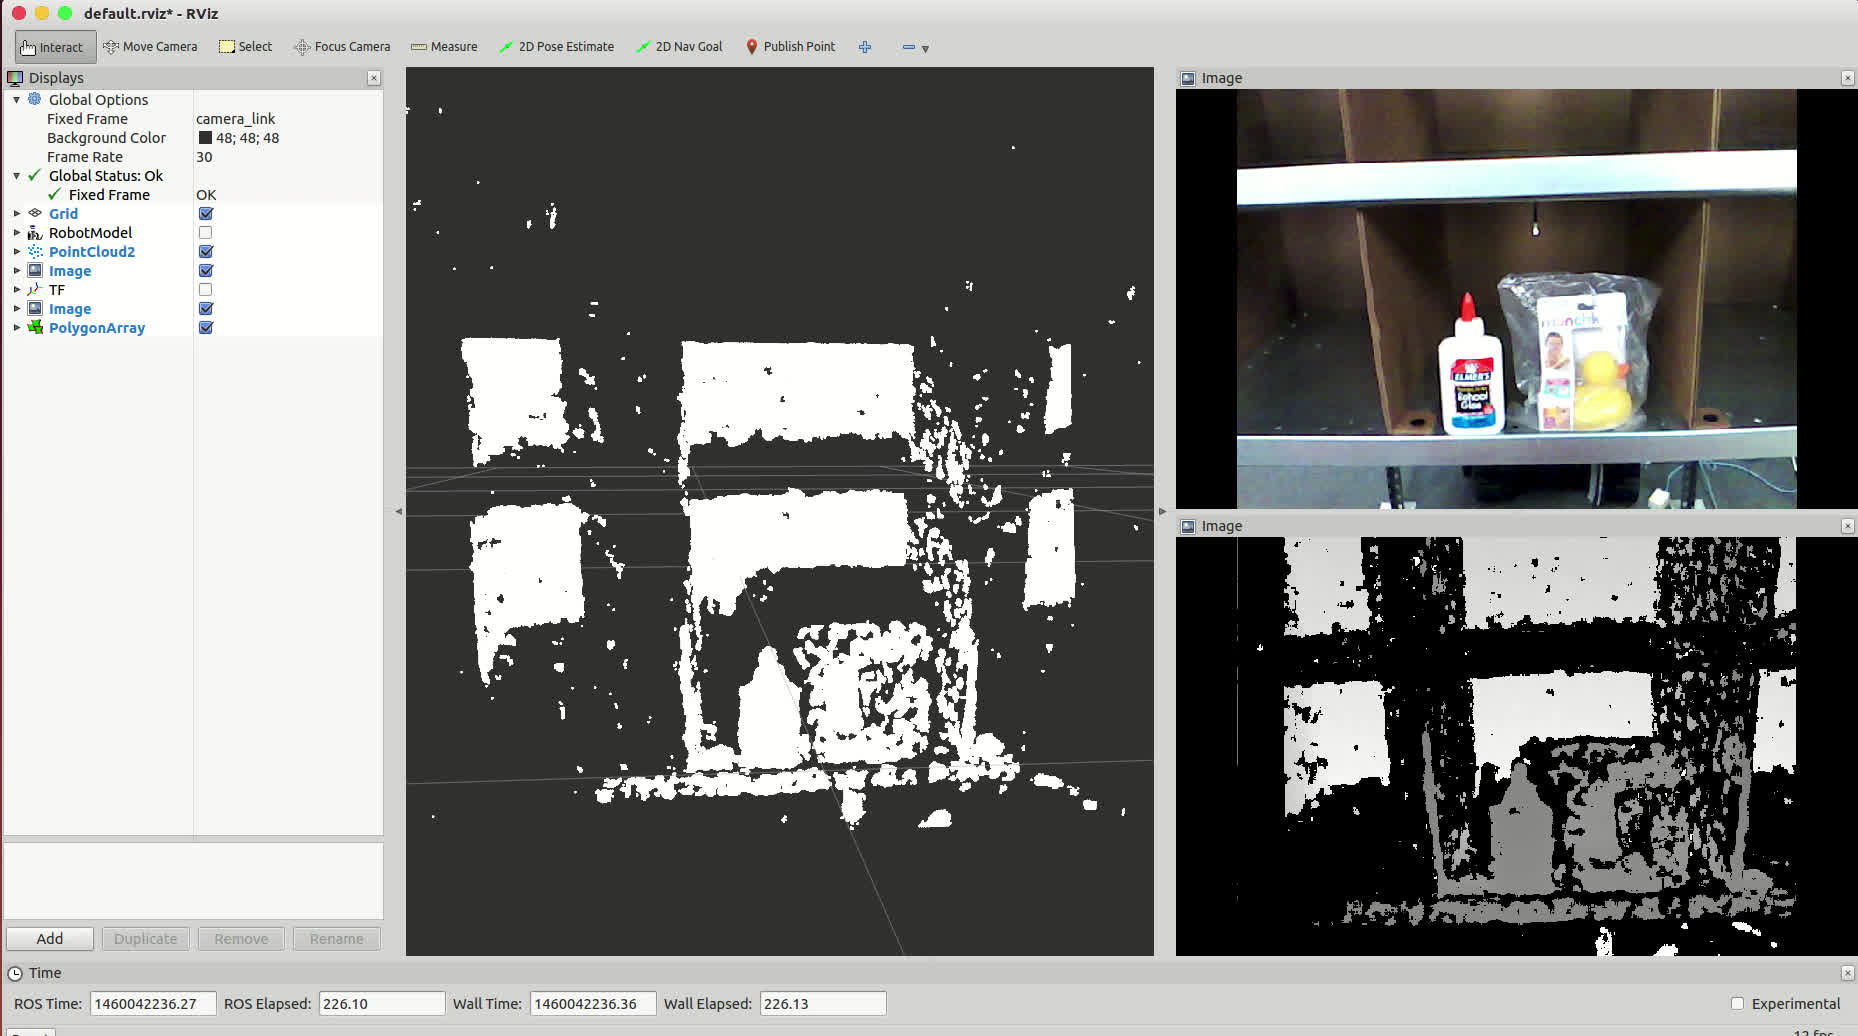 default.rviz* - RViz
Interact Move Camera Select Focus Camera Measure 2D Pose Estimate 2D Nav Goal Publish Point
Displays
Global Options
Fixed Frame camera_link
Background Color 48; 48; 48
Frame Rate 30
Global Status: Ok
Fixed Frame OK
Grid
RobotModel
PointCloud2
Image
TF
Image
PolygonArray
Add Duplicate Remove Rename
Image
munchk
ELMER'S
School
Glue
Image
Time
ROS Time: 1460042236.27 ROS Elapsed: 226.10 Wall Time: 1460042236.36 Wall Elapsed: 226.13 Experimental